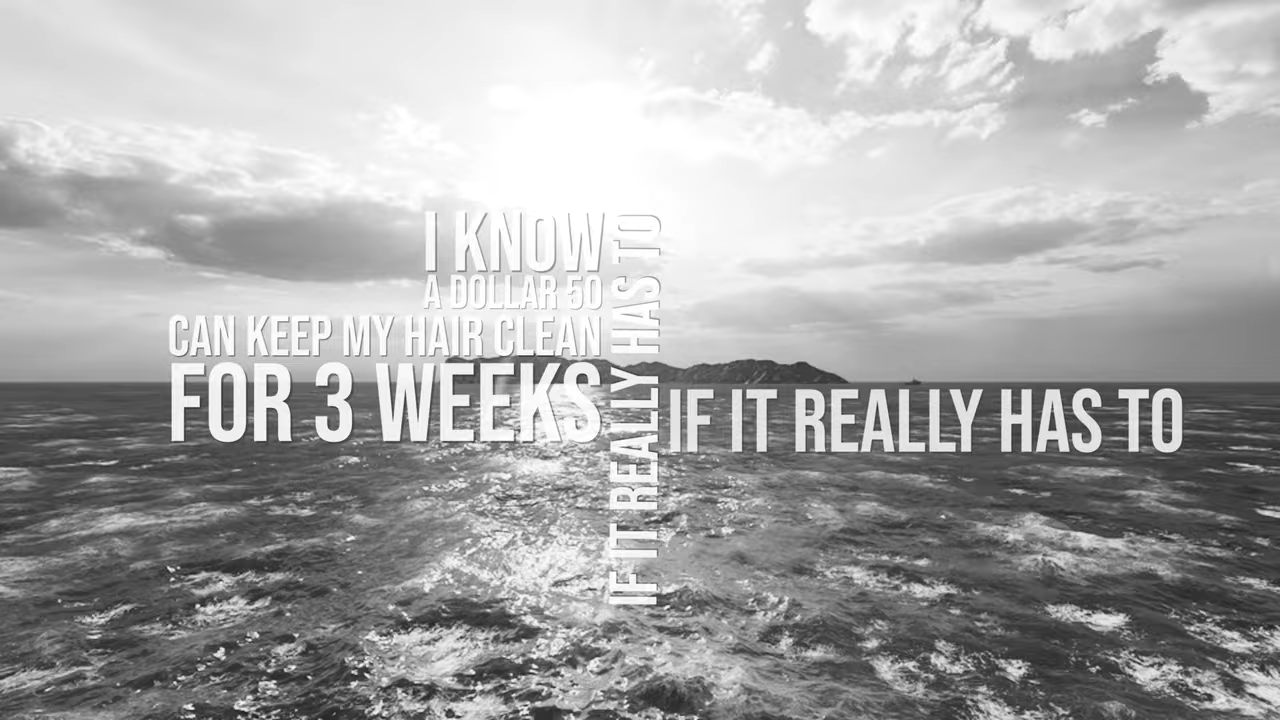 I KNOW
A DOLLAR 50
CAN KEEP MY HAIR CLEAN
FOR 3 WEEKS
IF IT REALLY HAS TO
IF IT REALLY HAS TO